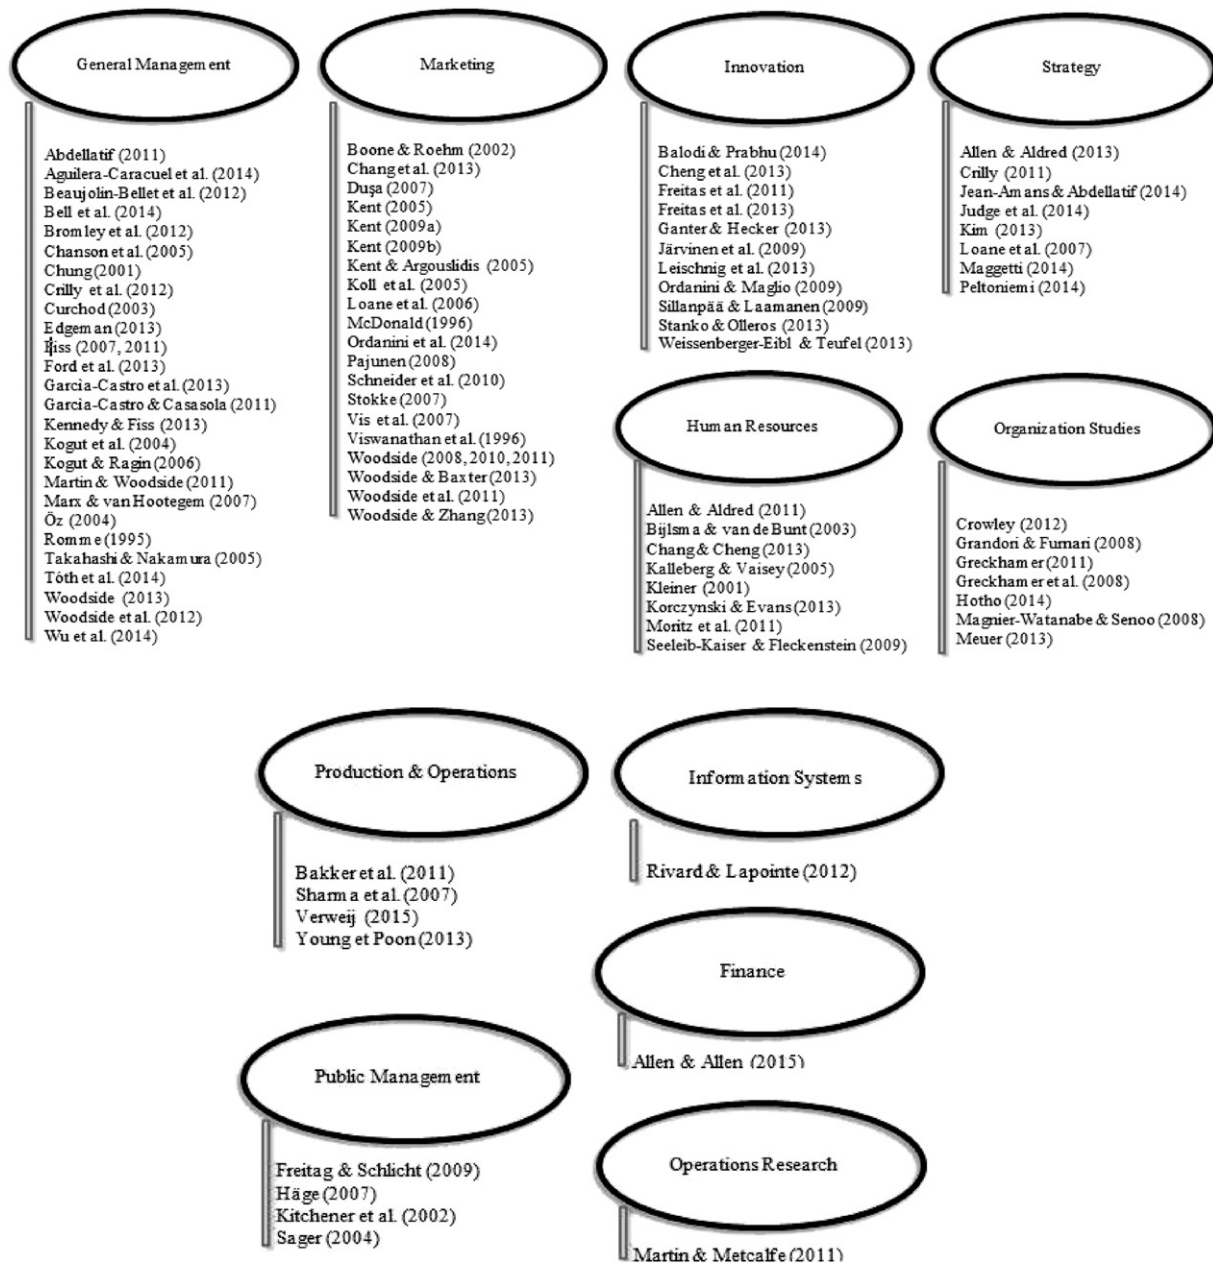 General Management
Abdellatif (2011)
Aguilera-Caracuel et al. (2014)
Beaujolin-Bellet et al. (2012)
Bell et al. (2014)
Bromley et al. (2012)
Chanson et al. (2005)
Chung (2001)
Crilly et al. (2012)
Curchod (2003)
Edgeman (2013)
Fiss (2007, 2011)
Ford et al. (2013)
Garcia-Castro et al. (2013)
Garcia-Castro & Casasola (2011)
Kennedy & Fiss (2013)
Kogut et al. (2004)
Kogut & Ragin (2006)
Martin & Woodside (2011)
Marx & van Hootegem (2007)
Öz (2004)
Romme (1995)
Takahashi & Nakamura (2005)
Tóth et al. (2014)
Woodside (2013)
Woodside et al. (2012)
Wu et al. (2014)
Marketing
Boone & Roehm (2002)
Chang et al. (2013)
Duşa (2007)
Kent (2005)
Kent (2009a)
Kent (2009b)
Kent & Argouslidis (2005)
Koll et al. (2005)
Loane et al. (2006)
McDonald (1996)
Ordanini et al. (2014)
Pajunen (2008)
Schneider et al. (2010)
Stokke (2007)
Vis et al. (2007)
Viswanathan et al. (1996)
Woodside (2008, 2010, 2011)
Woodside & Baxter (2013)
Woodside et al. (2011)
Woodside & Zhang (2013)
Innovation
Balodi & Prabhu (2014)
Cheng et al. (2013)
Freitas et al. (2011)
Freitas et al. (2013)
Ganter & Hecker (2013)
Järvinen et al. (2009)
Leischnig et al. (2013)
Ordanini & Maglio (2009)
Sillanpää & Laamanen (2009)
Stanko & Olleros (2013)
Weissenberger-Eibl & Teufel (2013)
Strategy
Allen & Aldred (2013)
Crilly (2011)
Jean-Amans & Abdellatif (2014)
Judge et al. (2014)
Kim (2013)
Loane et al. (2007)
Maggetti (2014)
Peltoniemi (2014)
Human Resources
Allen & Aldred (2011)
Bijlsma & van de Bunt (2003)
Chang & Cheng (2013)
Kalleberg & Vaisey (2005)
Kleiner (2001)
Korczynski & Evans (2013)
Moritz et al. (2011)
Seeleib-Kaiser & Fleckenstein (2009)
Organization Studies
Crowley (2012)
Grandori & Furnari (2008)
Greckhamer (2011)
Greckhamer et al. (2008)
Hotho (2014)
Magnier-Watanabe & Senoo (2008)
Meuer (2013)
Production & Operations
Bakker et al. (2011)
Sharma et al. (2007)
Verweij (2015)
Young et Poon (2013)
Information Systems
Rivard & Lapointe (2012)
Finance
Allen & Allen (2015)
Public Management
Freitag & Schlicht (2009)
Häge (2007)
Kitchener et al. (2002)
Sager (2004)
Operations Research
Martin & Metcalfe (2011)